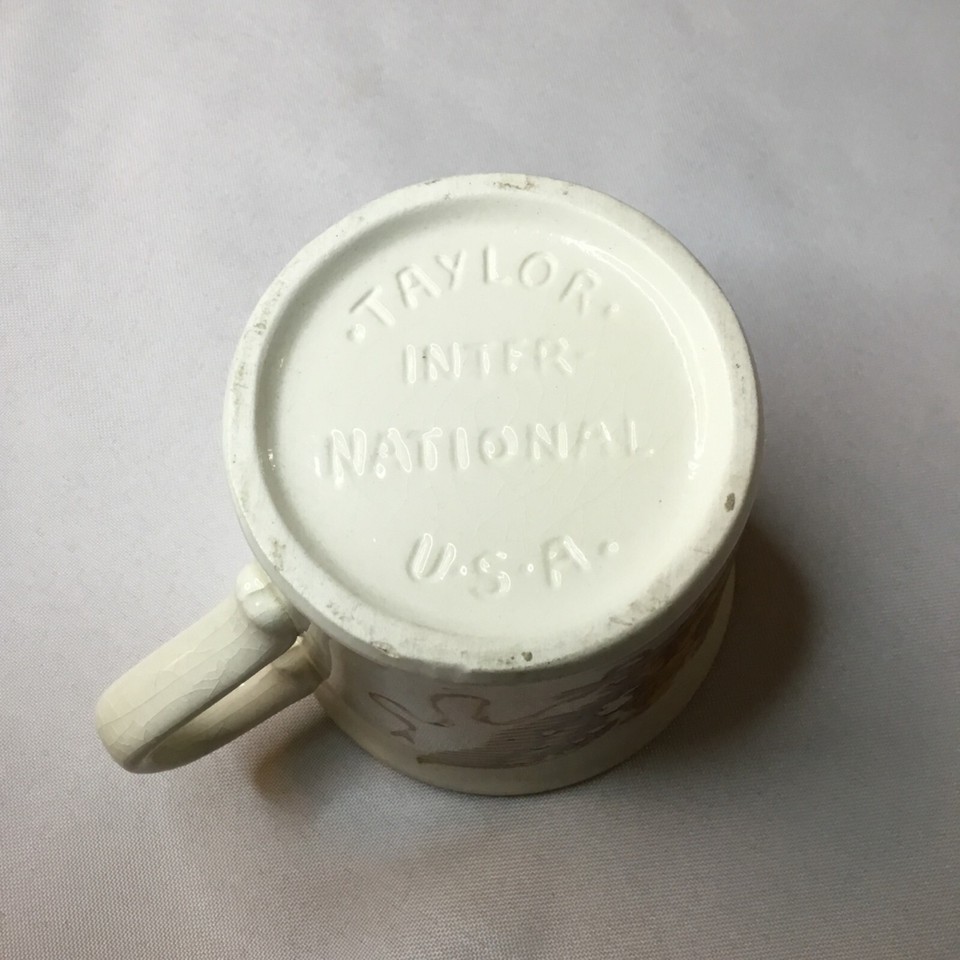 ·TAYLOR·
INTER-
NATIONAL
U.S.A.